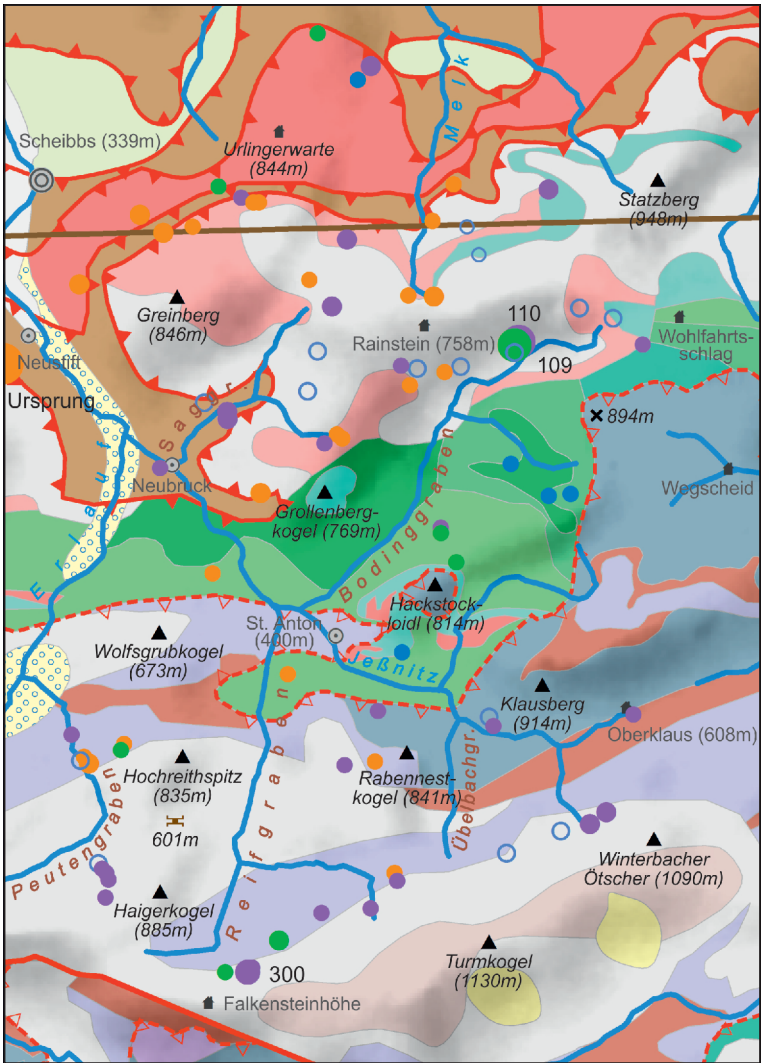 Melk
Scheibbs (339m)
Urlingerwarte
(844m)
Statzberg
(948m)
Greinberg
(846m)
110
Rainstein (758m)
109
Wohlfahrts-
schlag
Neustift
Ursprung
Saggr.
894m
Neubruck
Wegscheid
Grollenberg-
kogel (769m)
Erlauf
Bodinggraben
Hackstock-
loidl (814m)
St. Anton
(400m)
Wolfsgrubkogel
(673m)
Jeßnitz
Klausberg
(914m)
Oberklaus (608m)
Hochreithspitz
(835m)
Rabennest-
kogel (841m)
Übelbachgr.
601m
Peutengraben
Reifgraben
Winterbacher
Ötscher (1090m)
Haigerkogel
(885m)
Turmkogel
(1130m)
300
Falkensteinhöhe